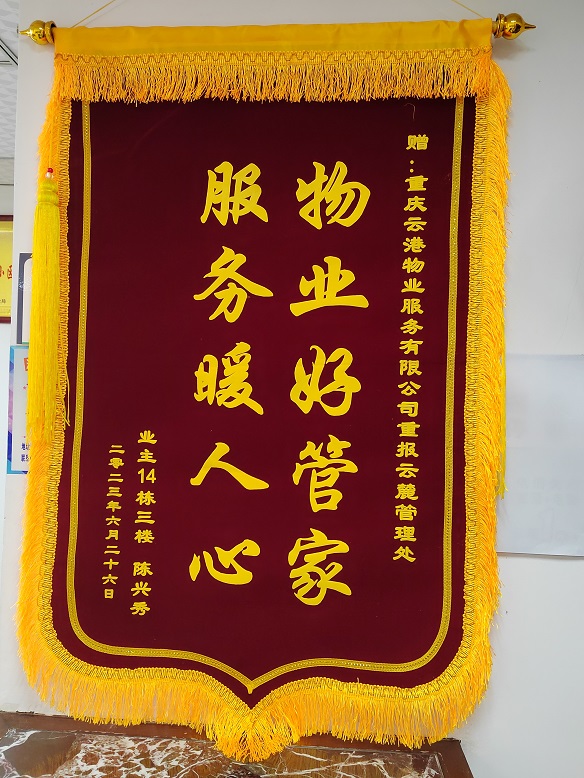 赠：重庆云港物业服务有限公司重报云麓管理处
物业好管家
服务暖人心
业主14栋三楼 陈兴秀
二零二三年六月二十六日